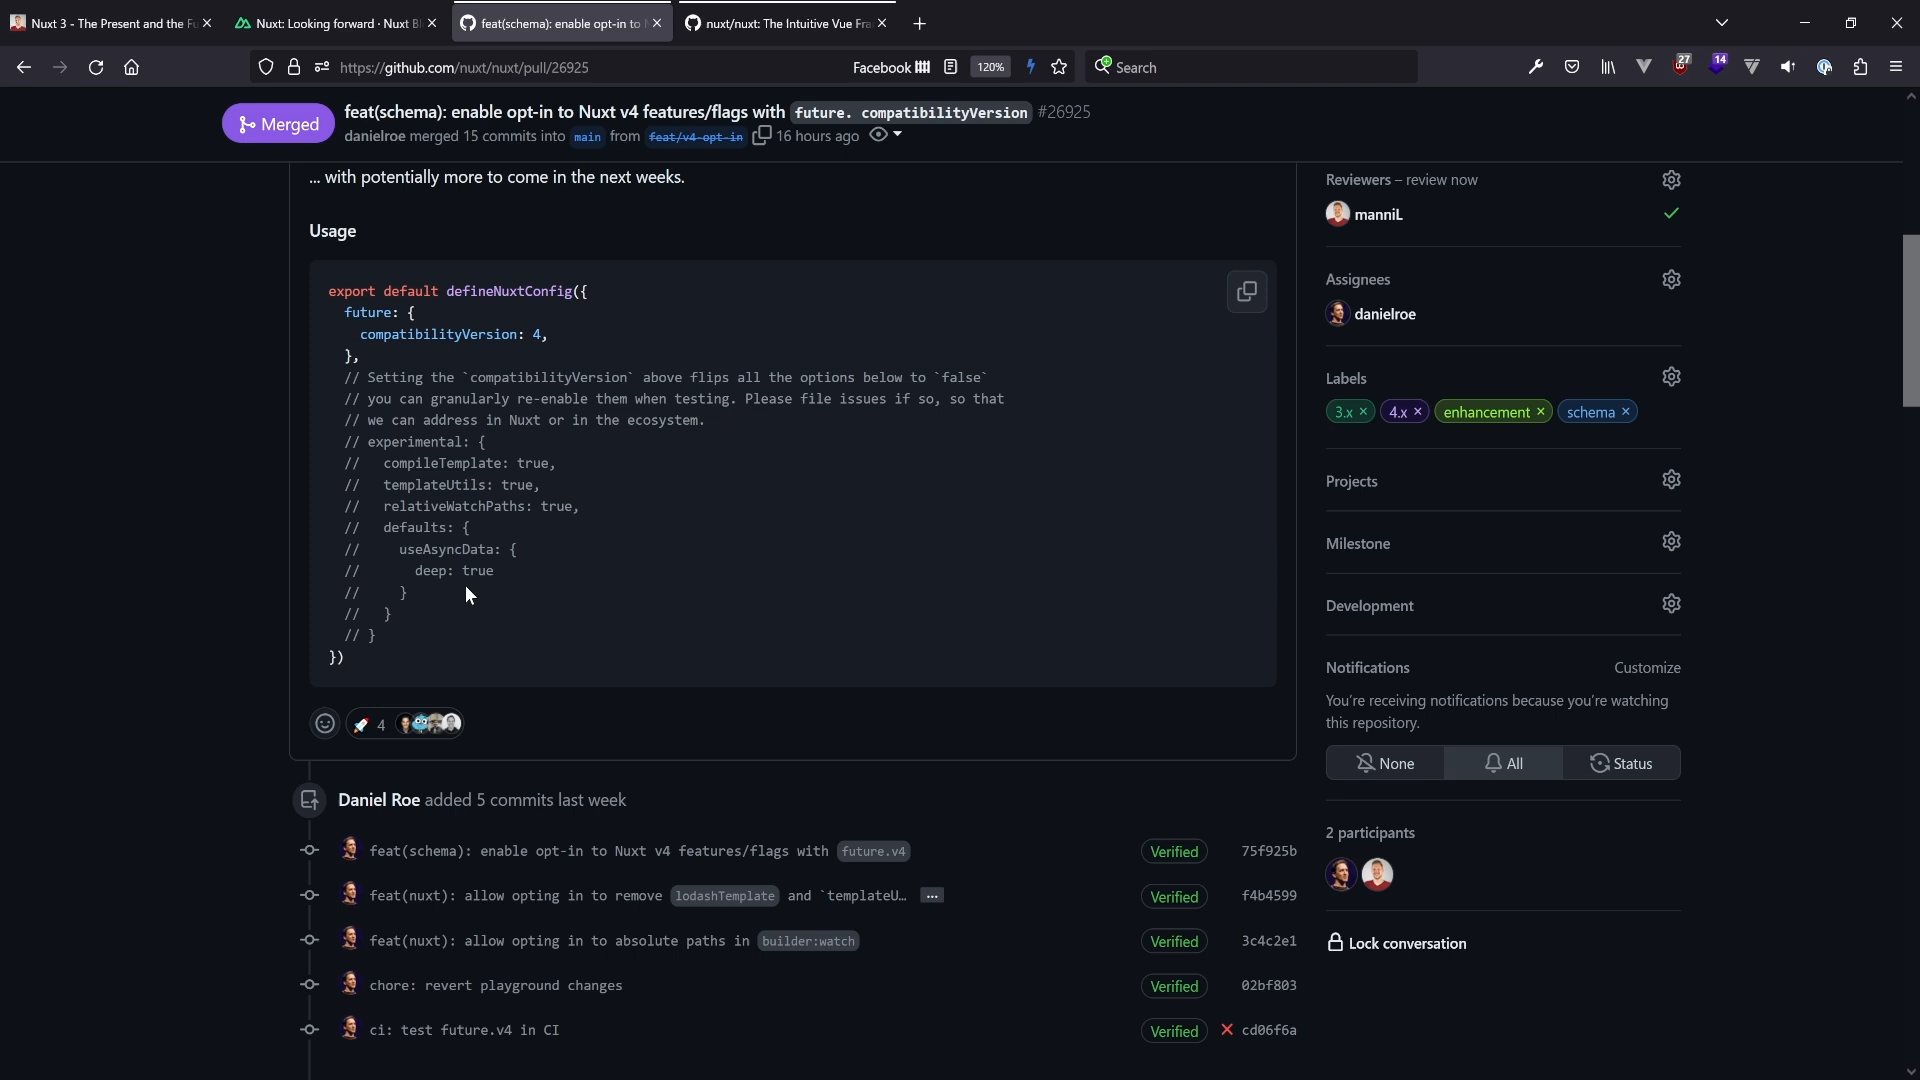 Nuxt 3 - The Present and the Fu
Nuxt: Looking forward · Nuxt Bl
feat(schema): enable opt-in to
nuxt/nuxt: The Intuitive Vue Fra
https://github.com/nuxt/nuxt/pull/26925
Facebook
120%
Search
27
14
Merged
feat(schema): enable opt-in to Nuxt v4 features/flags with future. compatibilityVersion #26925
danielroe merged 15 commits into main from feat/v4-opt-in 16 hours ago
... with potentially more to come in the next weeks.
Usage
export default defineNuxtConfig({
future: {
compatibilityVersion: 4,
},
// Setting the `compatibilityVersion` above flips all the options below to `false`
// you can granularly re-enable them when testing. Please file issues if so, so that
// we can address in Nuxt or in the ecosystem.
// experimental: {
// compileTemplate: true,
// templateUtils: true,
// relativeWatchPaths: true,
// defaults: {
// useAsyncData: {
// deep: true
// }
// }
// }
})
4
Daniel Roe added 5 commits last week
feat(schema): enable opt-in to Nuxt v4 features/flags with future.v4 Verified 75f925b
feat(nuxt): allow opting in to remove lodashTemplate and `templateU… ... Verified f4b4599
feat(nuxt): allow opting in to absolute paths in builder:watch Verified 3c4c2e1
chore: revert playground changes Verified 02bf803
ci: test future.v4 in CI Verified cd06f6a
Reviewers – review now
manniL
Assignees
danielroe
Labels
3.x × 4.x × enhancement × schema ×
Projects
Milestone
Development
Notifications
Customize
You're receiving notifications because you're watching
this repository.
None
All
Status
2 participants
Lock conversation